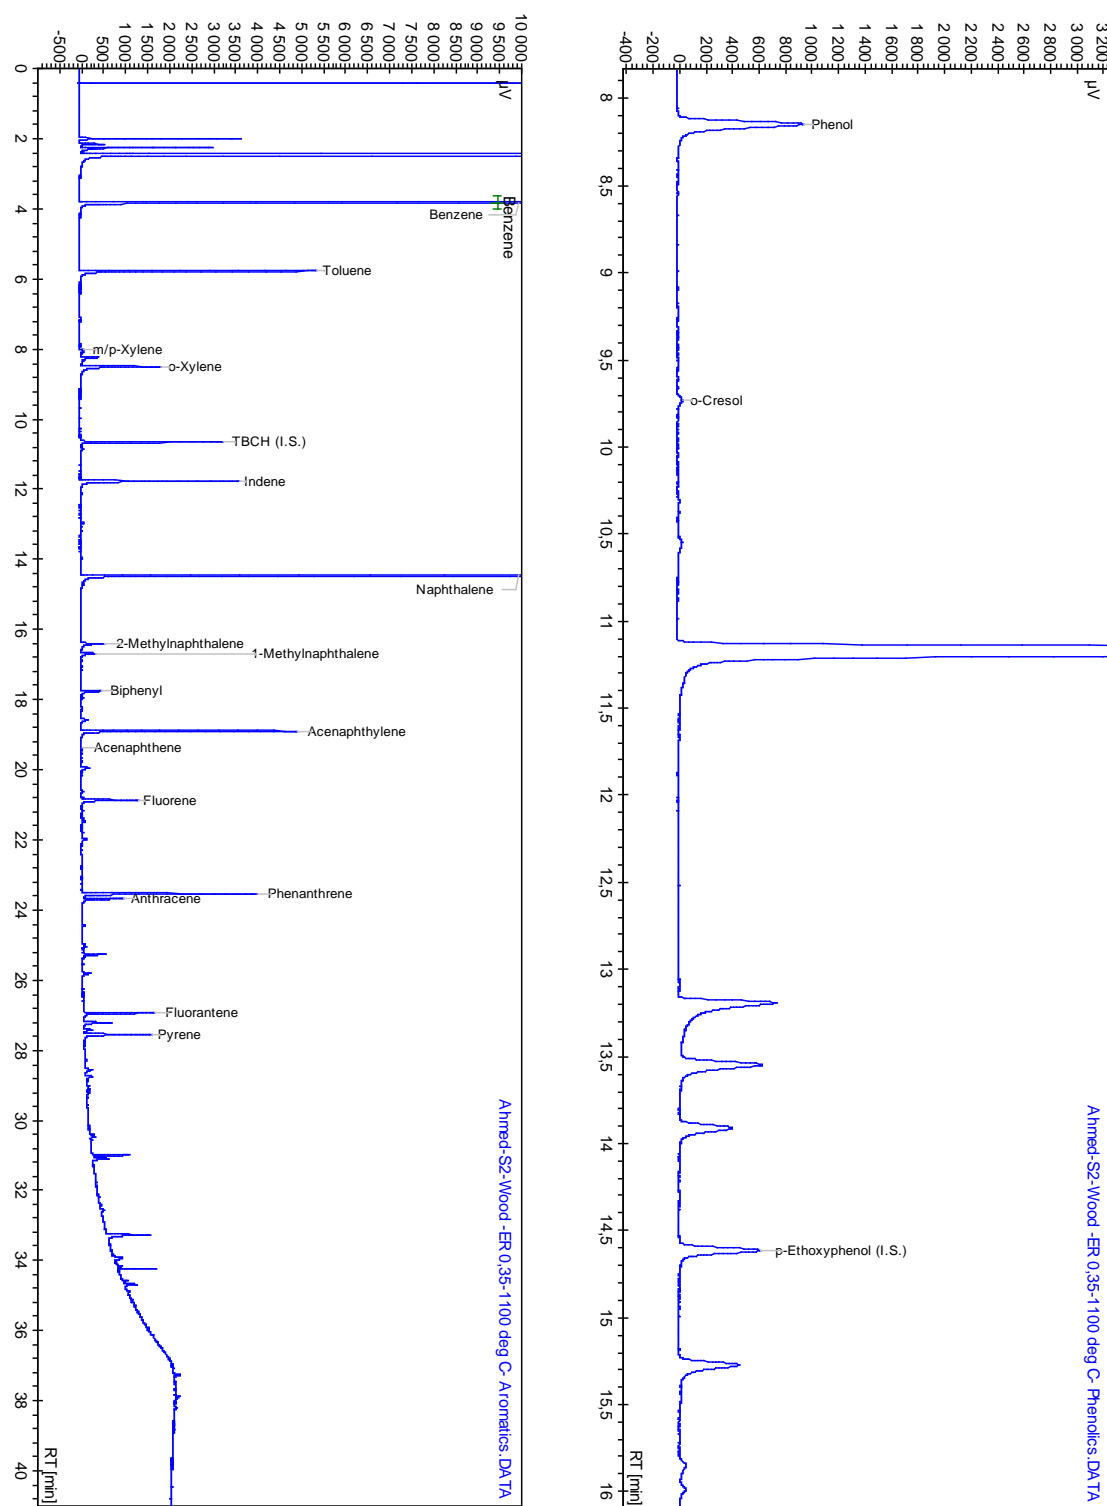 -500
0
500
1 000
1 500
2 000
2 500
3 000
3 500
4 000
4 500
5 000
5 500
6 000
6 500
7 000
7 500
8 000
8 500
9 000
9 500
10 000
µV
0
2
4
6
8
10
12
14
16
18
20
22
24
26
28
30
32
34
36
38
40
RT [min]
Benzene
Benzene
Toluene
m/p-Xylene
o-Xylene
TBCH (I.S.)
Indene
Naphthalene
2-Methylnaphthalene
1-Methylnaphthalene
Biphenyl
Acenaphthylene
Acenaphthene
Fluorene
Phenanthrene
Anthracene
Fluorantene
Pyrene
Ahmed-S2-Wood -ER 0,35-1100 deg C- Aromatics.DATA
-400
-200
0
200
400
600
800
1 000
1 200
1 400
1 600
1 800
2 000
2 200
2 400
2 600
2 800
3 000
3 200
µV
8
8,5
9
9,5
10
10,5
11
11,5
12
12,5
13
13,5
14
14,5
15
15,5
16
RT [min]
Phenol
o-Cresol
p-Ethoxyphenol (I.S.)
Ahmed-S2-Wood -ER 0,35-1100 deg C- Phenolics.DATA